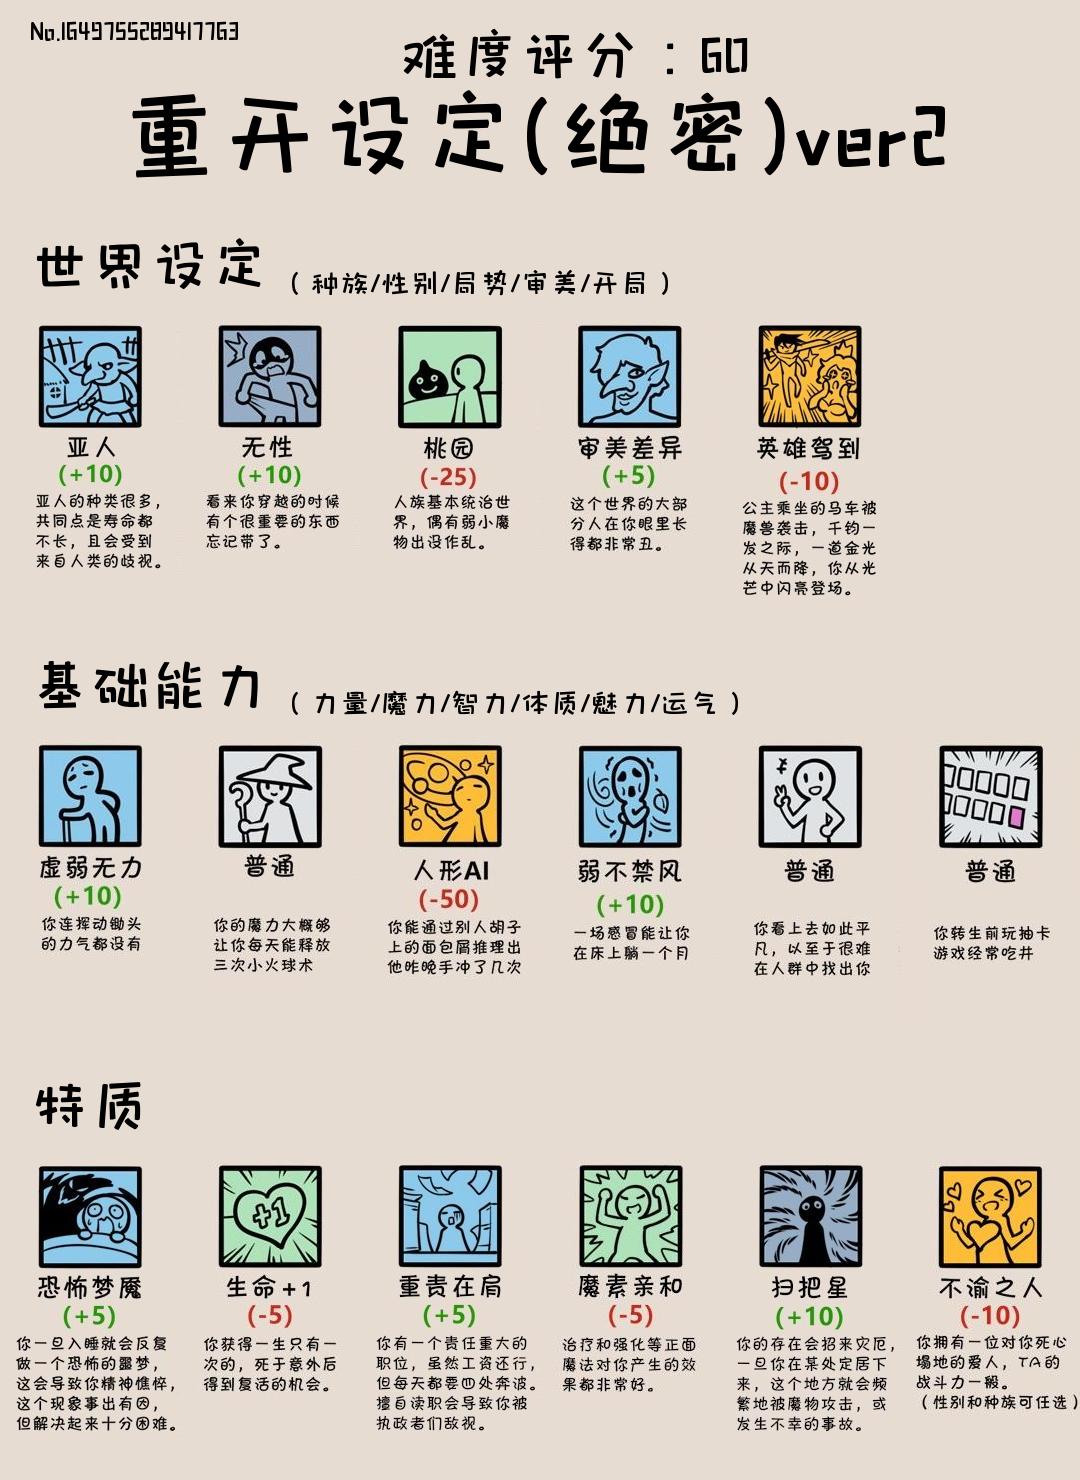 No.1649755289417763
难度评分：60
重开设定(绝密)ver2
世界设定 （种族/性别/局势/审美/开局）
亚人
(+10)
亚人的种类很多，
共同点是寿命都
不长，且会受到
来自人类的歧视。
无性
(+10)
看来你穿越的时候
有个很重要的东西
忘记带了。
桃园
(-25)
人族基本统治世
界，偶有弱小魔
物出没作乱。
审美差异
(+5)
这个世界的大部
分人在你眼里长
得都非常丑。
英雄驾到
(-10)
公主乘坐的马车被
魔兽袭击，千钧一
发之际，一道金光
从天而降，你从光
芒中闪亮登场。
基础能力 （力量/魔力/智力/体质/魅力/运气）
虚弱无力
(+10)
你连挥动锄头
的力气都没有
普通
你的魔力大概够
让你每天能释放
三次小火球术
人形AI
(-50)
你能通过别人胡子
上的面包屑推理出
他昨晚手冲了几次
弱不禁风
(+10)
一场感冒能让你
在床上躺一个月
普通
你看上去如此平
凡，以至于很难
在人群中找出你
普通
你转生前玩抽卡
游戏经常吃井
特质
恐怖梦魇
(+5)
你一旦入睡就会反复
做一个恐怖的噩梦，
这会导致你精神憔悴，
这个现象事出有因，
但解决起来十分困难。
生命+1
(-5)
你获得一生只有一
次的，死于意外后
得到复活的机会。
重责在肩
(+5)
你有一个责任重大的
职位，虽然工资还行，
但每天都要四处奔波。
擅自渎职会导致你被
执政者们敌视。
魔素亲和
(-5)
治疗和强化等正面
魔法对你产生的效
果都非常好。
扫把星
(+10)
你的存在会招来灾厄，
一旦你在某处定居下
来，这个地方就会频
繁地被魔物攻击，或
发生不幸的事故。
不渝之人
(-10)
你拥有一位对你死心
塌地的爱人，TA的
战斗力一般。
（性别和种族可任选）